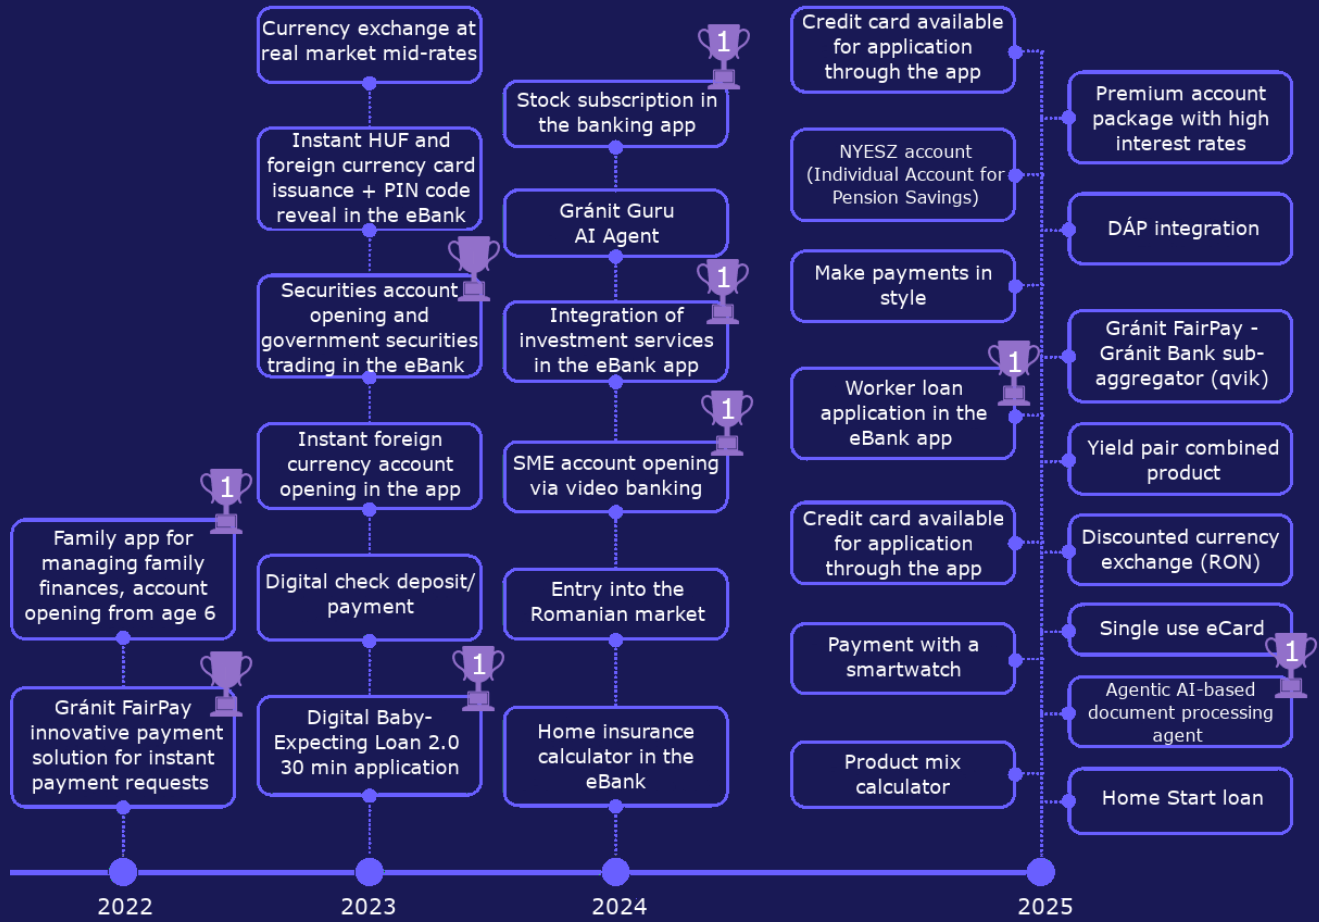 Currency exchange at
real market mid-rates
Instant HUF and
foreign currency card
issuance + PIN code
reveal in the eBank
Securities account
opening and
government securities
trading in the eBank
Instant foreign
currency account
opening in the app
Digital check deposit/
payment
1
Digital Baby-
Expecting Loan 2.0
30 min application
1
Family app for
managing family
finances, account
opening from age 6
Gránit FairPay
innovative payment
solution for instant
payment requests
1
Stock subscription in
the banking app
Gránit Guru
AI Agent
1
Integration of
investment services
in the eBank app
1
SME account opening
via video banking
Entry into the
Romanian market
Home insurance
calculator in the
eBank
Credit card available
for application
through the app
NYESZ account
(Individual Account for
Pension Savings)
Make payments in
style
1
Worker loan
application in the
eBank app
Credit card available
for application
through the app
Payment with a
smartwatch
Product mix
calculator
Premium account
package with high
interest rates
DÁP integration
Gránit FairPay -
Gránit Bank sub-
aggregator (qvik)
Yield pair combined
product
Discounted currency
exchange (RON)
Single use eCard
1
Agentic AI-based
document processing
agent
Home Start loan
2022
2023
2024
2025